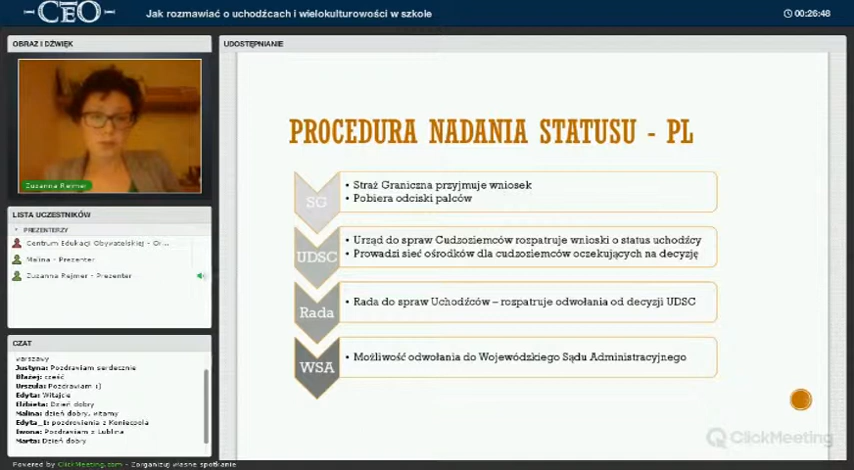 CEO
Jak rozmawiać o uchodźcach i wielokulturowości w szkole
00:26:48
OBRAZ I DŹWIĘK
Zuzanna Rejmer
LISTA UCZESTNIKÓW
PREZENTERZY
Centrum Edukacji Obywatelskiej - Or...
Malina - Prezenter
Zuzanna Rejmer - Prezenter
CZAT
warszawy
Justyna: Pozdrawiam serdecznie
Błażej: cześć
Urszula: Pozdrawiam :)
Edyta: Witajcie
Elżbieta: Dzień dobry
Malina: dzień dobry, witamy
Edyta_I: pozdrowienia z Koniecpola
Iwona: Pozdrawiam z Lublina
Marta: Dzień dobry
UDOSTĘPNIANIE
PROCEDURA NADANIA STATUSU - PL
SG
• Straż Graniczna przyjmuje wniosek
• Pobiera odciski palców
UDSC
• Urząd do spraw Cudzoziemców rozpatruje wnioski o status uchodźcy
• Prowadzi sieć ośrodków dla cudzoziemców oczekujących na decyzję
Rada
• Rada do spraw Uchodźców – rozpatruje odwołania od decyzji UDSC
WSA
• Możliwość odwołania do Wojewódzkiego Sądu Administracyjnego
ClickMeeting
Powered by ClickMeeting.com - Zorganizuj własne spotkanie